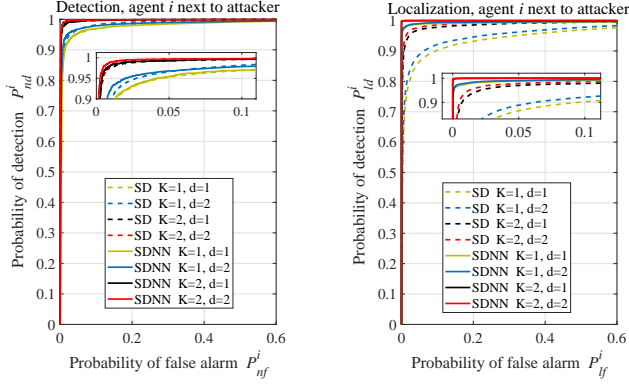 Detection, agent i next to attacker
Probability of detection P^i_nd
1
0.9
0.8
0.7
0.6
0.5
0.4
0.3
0.2
0.1
0
1
0.95
0.9
0
0.05
0.1
SD K=1, d=1
SD K=1, d=2
SD K=2, d=1
SD K=2, d=2
SDNN K=1, d=1
SDNN K=1, d=2
SDNN K=2, d=1
SDNN K=2, d=2
0 0.2 0.4 0.6
Probability of false alarm P^i_nf
Localization, agent i next to attacker
Probability of detection P^i_ld
1
0.9
0.8
0.7
0.6
0.5
0.4
0.3
0.2
0.1
0
1
0.9
0
0.05
0.1
SD K=1, d=1
SD K=1, d=2
SD K=2, d=1
SD K=2, d=2
SDNN K=1, d=1
SDNN K=1, d=2
SDNN K=2, d=1
SDNN K=2, d=2
0 0.2 0.4 0.6
Probability of false alarm P^i_lf